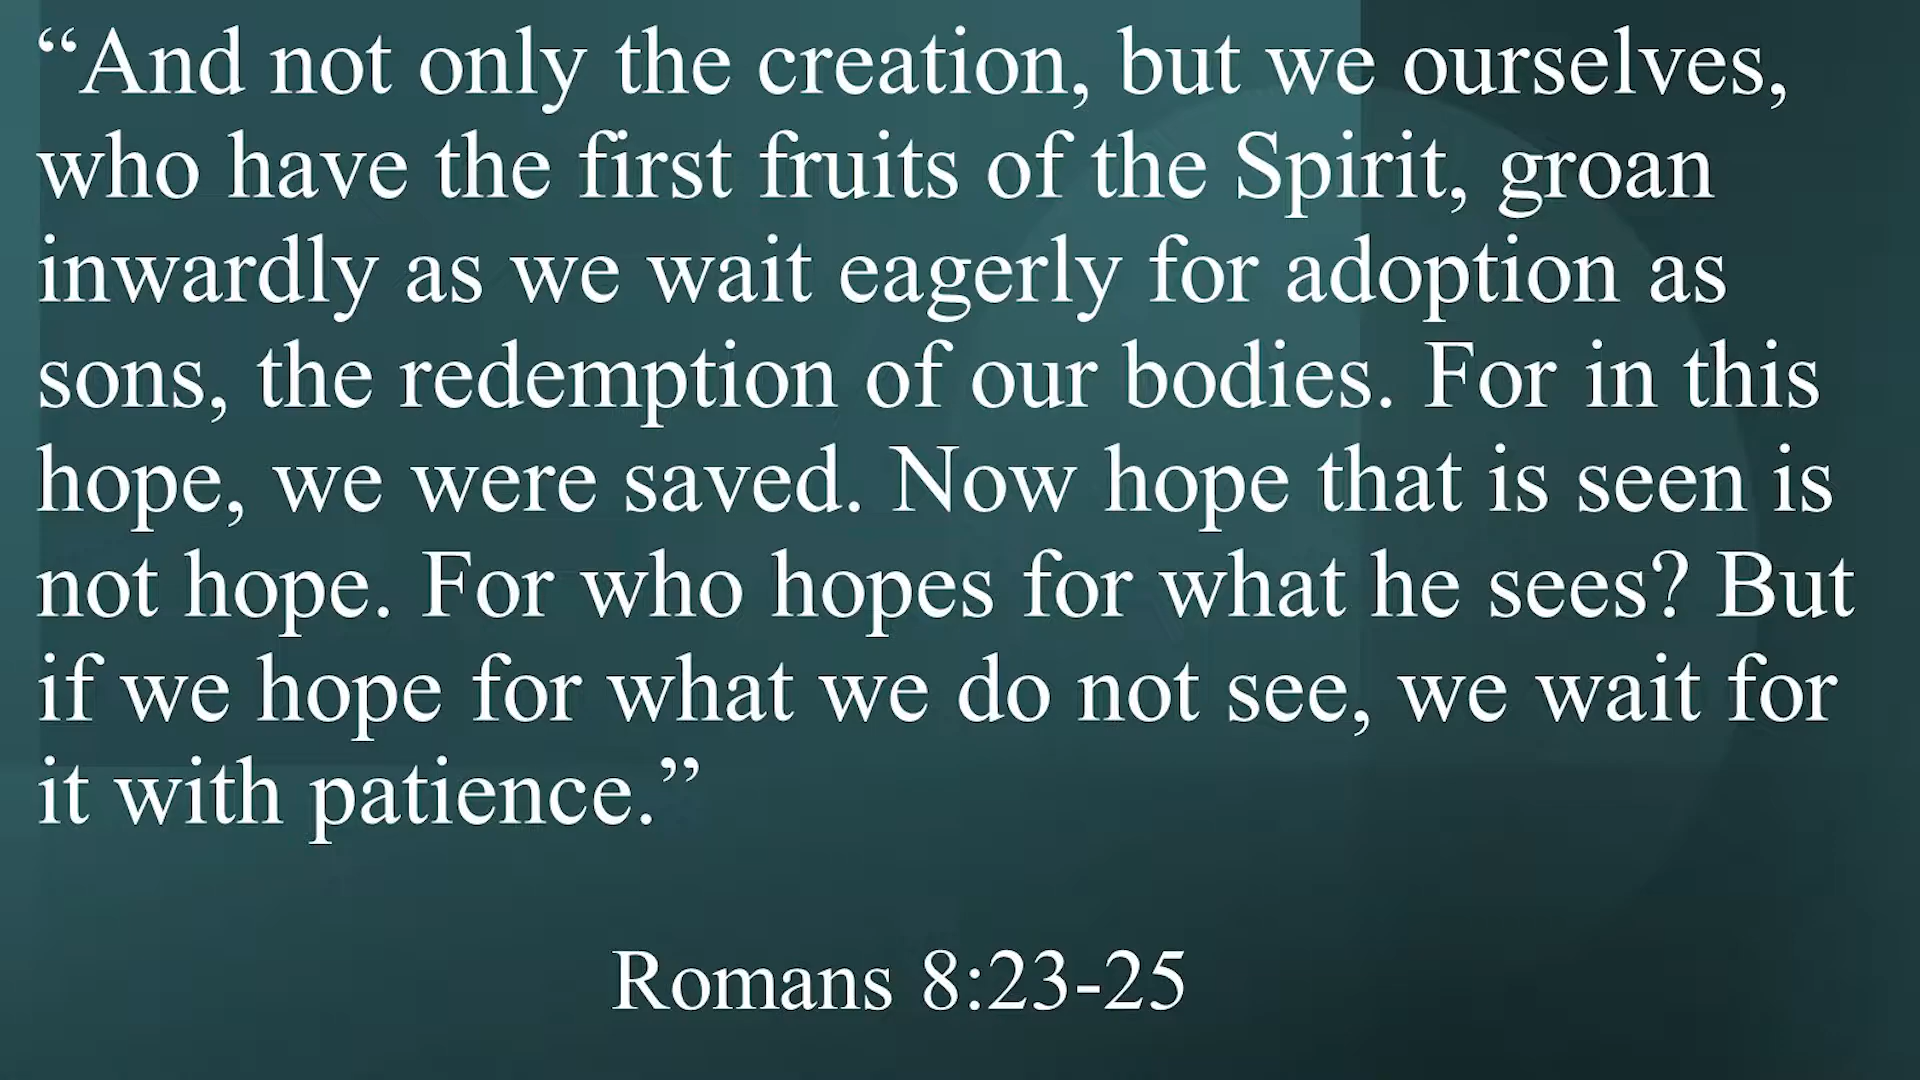 “And not only the creation, but we ourselves,
who have the first fruits of the Spirit, groan
inwardly as we wait eagerly for adoption as
sons, the redemption of our bodies. For in this
hope, we were saved. Now hope that is seen is
not hope. For who hopes for what he sees? But
if we hope for what we do not see, we wait for
it with patience.”
Romans 8:23-25